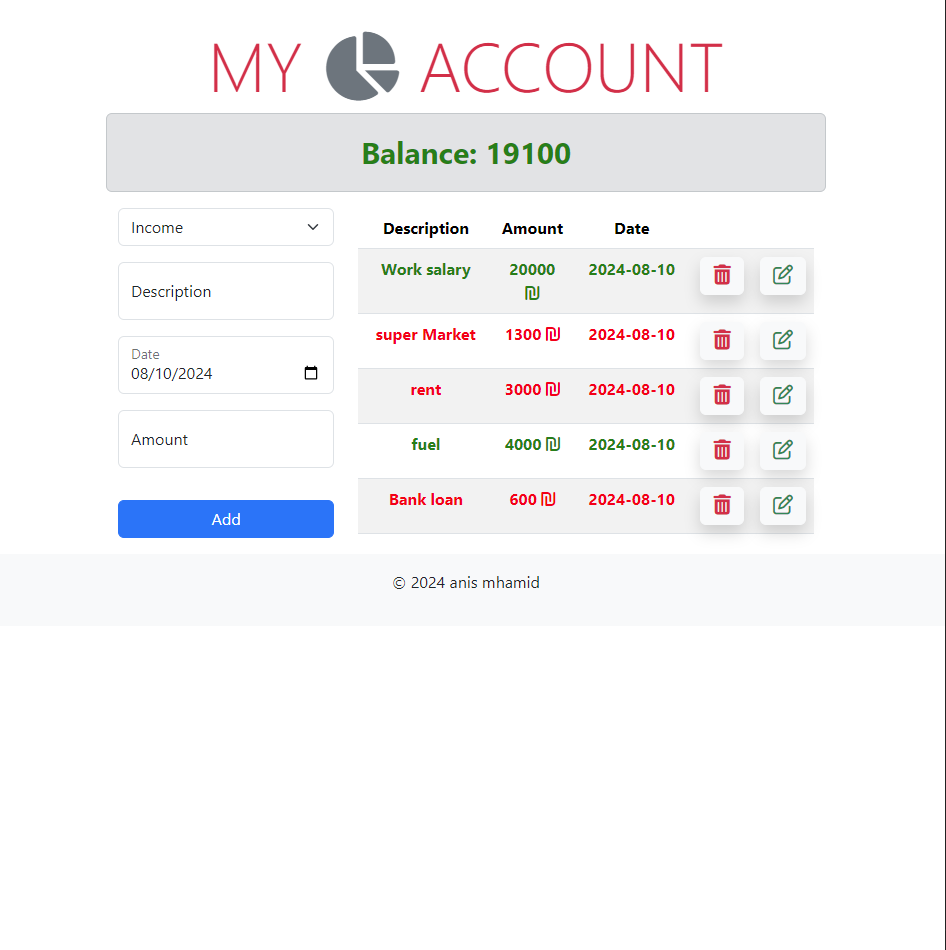 MY ACCOUNT
Balance: 19100
Income
Description
Date
08/10/2024
Amount
Add
Description Amount Date
Work salary 20000 ₪ 2024-08-10
super Market 1300 ₪ 2024-08-10
rent 3000 ₪ 2024-08-10
fuel 4000 ₪ 2024-08-10
Bank loan 600 ₪ 2024-08-10
© 2024 anis mhamid